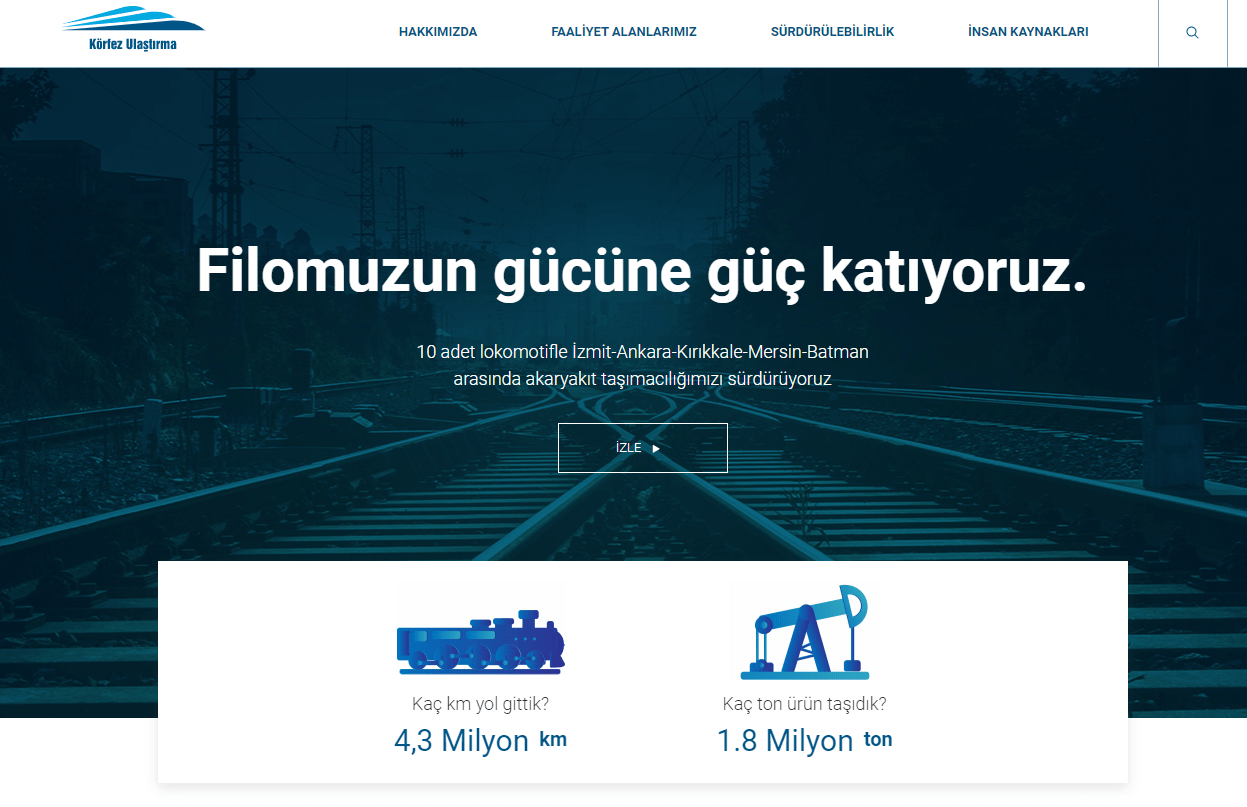 Körfez Ulaştırma
HAKKIMIZDA
FAALİYET ALANLARIMIZ
SÜRDÜRÜLEBİLİRLİK
İNSAN KAYNAKLARI
Filomuzun gücüne güç katıyoruz.
10 adet lokomotifle İzmit-Ankara-Kırıkkale-Mersin-Batman
arasında akaryakıt taşımacılığımızı sürdürüyoruz
İZLE
Kaç km yol gittik?
4,3 Milyon km
Kaç ton ürün taşıdık?
1.8 Milyon ton